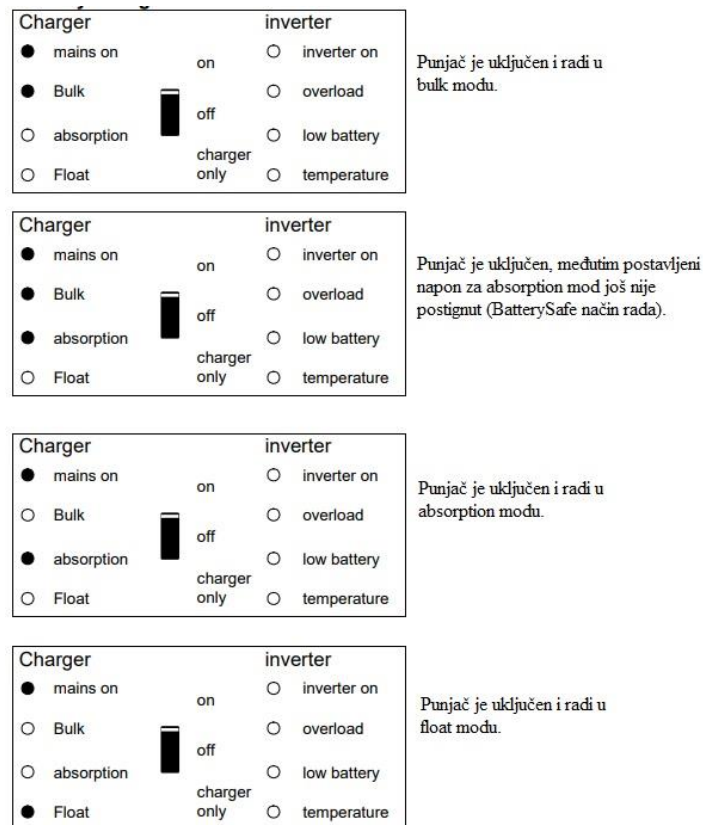 Charger inverter
mains on on inverter on
Bulk overload
off
absorption low battery
charger
Float only temperature
Punjač je uključen i radi u
bulk modu.
Charger inverter
mains on on inverter on
Bulk overload
off
absorption low battery
charger
Float only temperature
Punjač je uključen, međutim postavljeni
napon za absorption mod još nije
postignut (BatterySafe način rada).
Charger inverter
mains on on inverter on
Bulk overload
off
absorption low battery
charger
Float only temperature
Punjač je uključen i radi u
absorption modu.
Charger inverter
mains on on inverter on
Bulk overload
off
absorption low battery
charger
Float only temperature
Punjač je uključen i radi u
float modu.